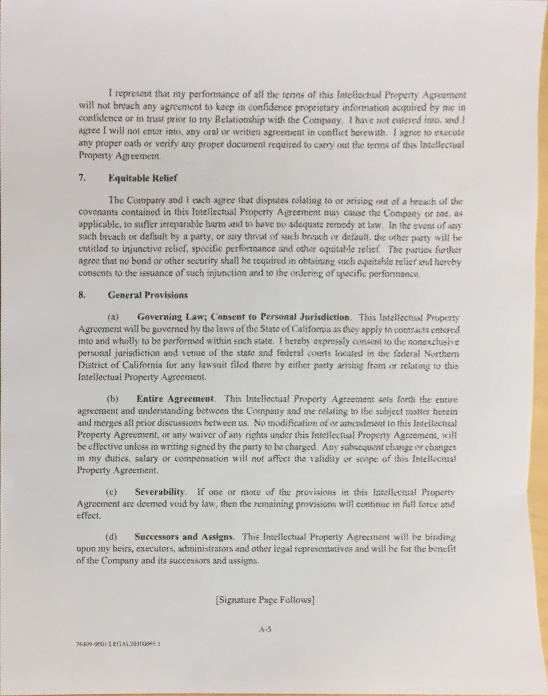 I represent that my performance of all the terms of this Intellectual Property Agreement
will not breach any agreement to keep in confidence proprietary information acquired by me in
confidence or in trust prior to my Relationship with the Company. I have not entered into, and I
agree I will not enter into, any oral or written agreement in conflict herewith. I agree to execute
any proper oath or verify any proper document required to carry out the terms of this Intellectual
Property Agreement.
7. Equitable Relief
The Company and I each agree that disputes relating to or arising out of a breach of the
covenants contained in this Intellectual Property Agreement may cause the Company or me, as
applicable, to suffer irreparable harm and to have no adequate remedy at law. In the event of any
such breach or default by a party, or any threat of such breach or default, the other party will be
entitled to injunctive relief, specific performance and other equitable relief. The parties further
agree that no bond or other security shall be required in obtaining such equitable relief and hereby
consents to the issuance of such injunction and to the ordering of specific performance.
8. General Provisions
(a) Governing Law; Consent to Personal Jurisdiction. This Intellectual Property
Agreement will be governed by the laws of the State of California as they apply to contracts entered
into and wholly to be performed within such state. I hereby expressly consent to the nonexclusive
personal jurisdiction and venue of the state and federal courts located in the federal Northern
District of California for any lawsuit filed there by either party arising from or relating to this
Intellectual Property Agreement.
(b) Entire Agreement. This Intellectual Property Agreement sets forth the entire
agreement and understanding between the Company and me relating to the subject matter herein
and merges all prior discussions between us. No modification of or amendment to this Intellectual
Property Agreement, or any waiver of any rights under this Intellectual Property Agreement, will
be effective unless in writing signed by the party to be charged. Any subsequent change or changes
in my duties, salary or compensation will not affect the validity or scope of this Intellectual
Property Agreement.
(c) Severability. If one or more of the provisions in this Intellectual Property
Agreement are deemed void by law, then the remaining provisions will continue in full force and
effect.
(d) Successors and Assigns. This Intellectual Property Agreement will be binding
upon my heirs, executors, administrators and other legal representatives and will be for the benefit
of the Company and its successors and assigns.
[Signature Page Follows]
A-5